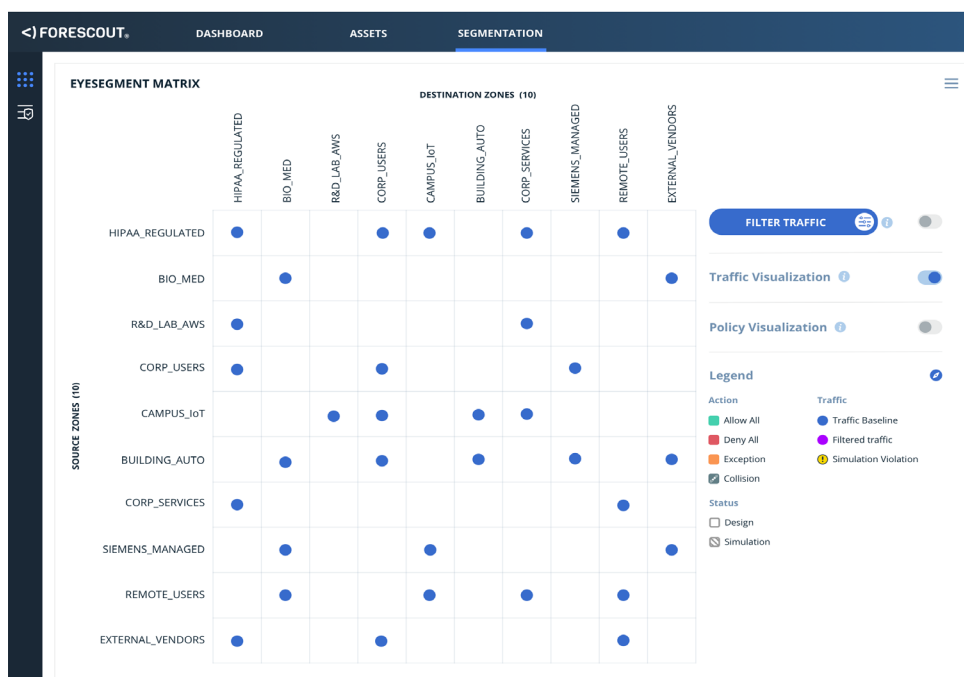 <) FORESCOUT® DASHBOARD ASSETS SEGMENTATION
EYESEGMENT MATRIX
DESTINATION ZONES (10)
HIPAA_REGULATED
BIO_MED
R&D_LAB_AWS
CORP_USERS
CAMPUS_IoT
BUILDING_AUTO
CORP_SERVICES
SIEMENS_MANAGED
REMOTE_USERS
EXTERNAL_VENDORS
SOURCE ZONES (10)
HIPAA_REGULATED
BIO_MED
R&D_LAB_AWS
CORP_USERS
CAMPUS_IoT
BUILDING_AUTO
CORP_SERVICES
SIEMENS_MANAGED
REMOTE_USERS
EXTERNAL_VENDORS
FILTER TRAFFIC i
Traffic Visualization i
Policy Visualization i
Legend
Action Traffic
Allow All Traffic Baseline
Deny All Filtered traffic
Exception ! Simulation Violation
Collision
Status
Design
Simulation